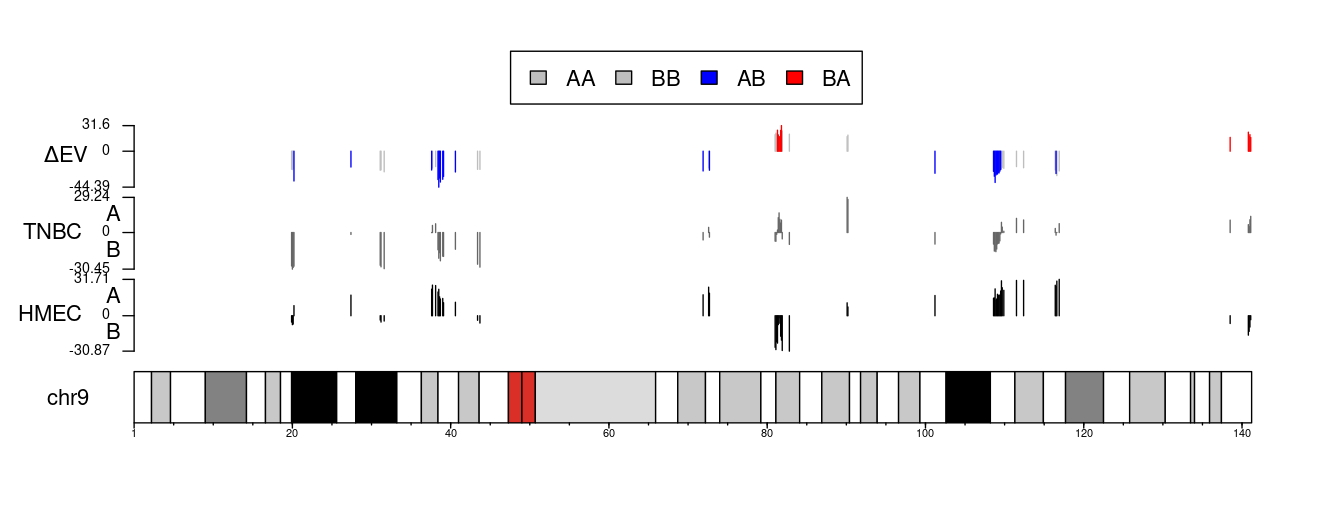 AA BB AB BA
31.6
ΔEV 0
-44.39
29.24
A
TNBC 0
B
-30.45
31.71
A
HMEC 0
B
-30.87
chr9
1 20 40 60 80 100 120 140